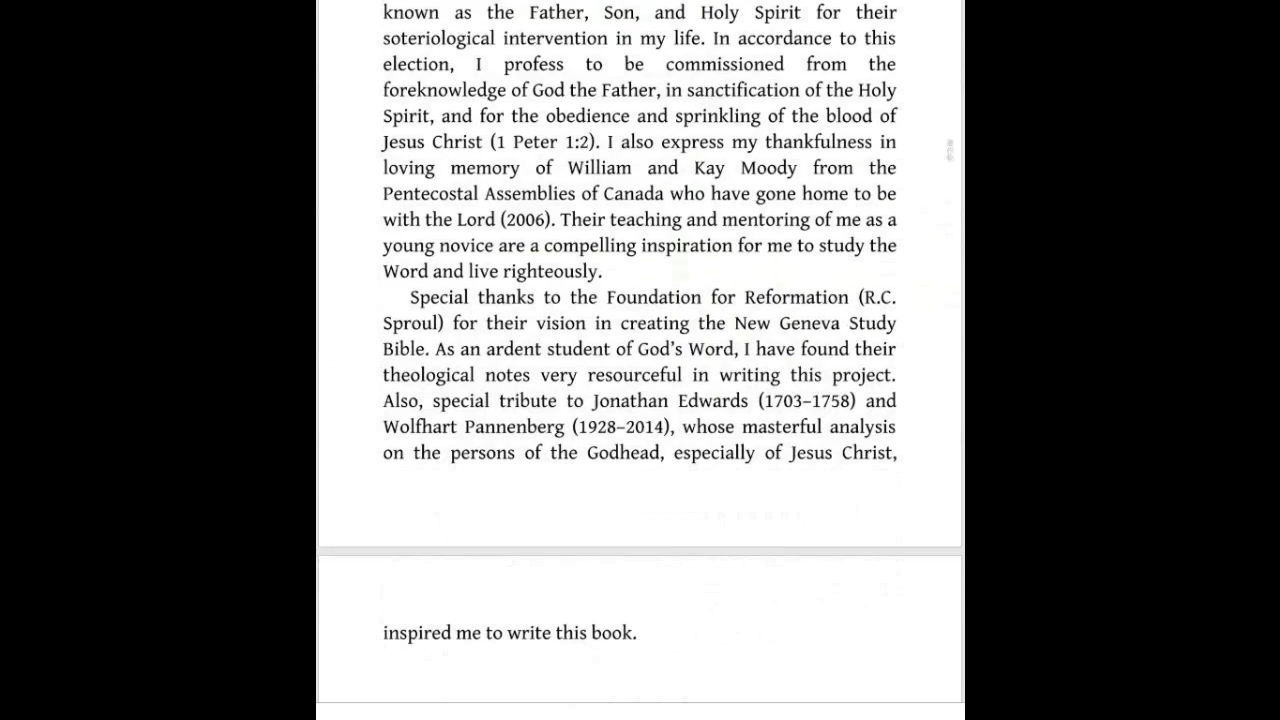 known as the Father, Son, and Holy Spirit for their
soteriological intervention in my life. In accordance to this
election, I profess to be commissioned from the
foreknowledge of God the Father, in sanctification of the Holy
Spirit, and for the obedience and sprinkling of the blood of
Jesus Christ (1 Peter 1:2). I also express my thankfulness in
loving memory of William and Kay Moody from the
Pentecostal Assemblies of Canada who have gone home to be
with the Lord (2006). Their teaching and mentoring of me as a
young novice are a compelling inspiration for me to study the
Word and live righteously.
Special thanks to the Foundation for Reformation (R.C.
Sproul) for their vision in creating the New Geneva Study
Bible. As an ardent student of God’s Word, I have found their
theological notes very resourceful in writing this project.
Also, special tribute to Jonathan Edwards (1703–1758) and
Wolfhart Pannenberg (1928–2014), whose masterful analysis
on the persons of the Godhead, especially of Jesus Christ,
inspired me to write this book.